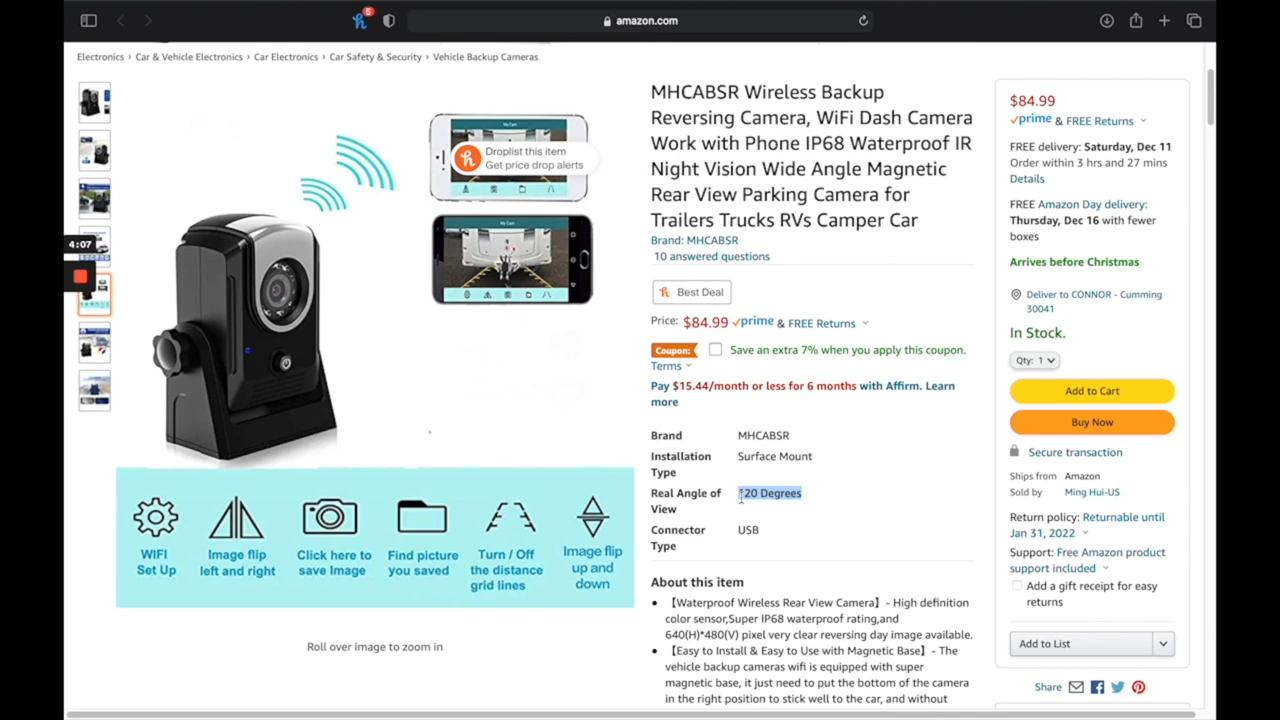 5
amazon.com
Electronics › Car & Vehicle Electronics › Car Electronics › Car Safety & Security › Vehicle Backup Cameras
My Cam
Droplist this item
Get price drop alerts
My Cam
4:07
WIFI
Set Up
Image flip
left and right
Click here to
save Image
Find picture
you saved
Turn / Off
the distance
grid lines
Image flip
up and
down
Roll over image to zoom in
MHCABSR Wireless Backup
Reversing Camera, WiFi Dash Camera
Work with Phone IP68 Waterproof IR
Night Vision Wide Angle Magnetic
Rear View Parking Camera for
Trailers Trucks RVs Camper Car
Brand: MHCABSR
10 answered questions
Best Deal
Price: $84.99 prime & FREE Returns
Coupon: Save an extra 7% when you apply this coupon.
Terms
Pay $15.44/month or less for 6 months with Affirm. Learn
more
Brand MHCABSR
Installation Surface Mount
Type
Real Angle of 20 Degrees
View
Connector USB
Type
About this item
【Waterproof Wireless Rear View Camera】- High definition
color sensor,Super IP68 waterproof rating,and
640(H)*480(V) pixel very clear reversing day image available.
【Easy to Install & Easy to Use with Magnetic Base】- The
vehicle backup cameras wifi is equipped with super
magnetic base, it just need to put the bottom of the camera
in the right position to stick well to the car, and without
$84.99
prime & FREE Returns
FREE delivery: Saturday, Dec 11
Order within 3 hrs and 27 mins
Details
FREE Amazon Day delivery:
Thursday, Dec 16 with fewer
boxes
Arrives before Christmas
Deliver to CONNOR - Cumming
30041
In Stock.
Qty: 1
Add to Cart
Buy Now
Secure transaction
Ships from Amazon
Sold by Ming Hui-US
Return policy: Returnable until
Jan 31, 2022
Support: Free Amazon product
support included
Add a gift receipt for easy
returns
Add to List
Share